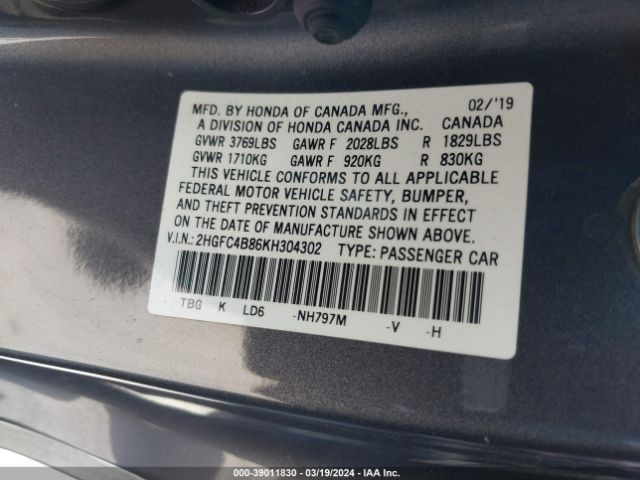 MFD. BY HONDA OF CANADA MFG., 02/'19
A DIVISION OF HONDA CANADA INC. CANADA
GVWR 3769LBS GAWR F 2028LBS R 1829LBS
GVWR 1710KG GAWR F 920KG R 830KG
THIS VEHICLE CONFORMS TO ALL APPLICABLE
FEDERAL MOTOR VEHICLE SAFETY, BUMPER,
AND THEFT PREVENTION STANDARDS IN EFFECT
ON THE DATE OF MANUFACTURE SHOWN ABOVE.
V.I.N.: 2HGFC4B86KH304302 TYPE: PASSENGER CAR
TBG K LD6 -NH797M -V -H
000-39011830 - 03/19/2024 - IAA Inc.